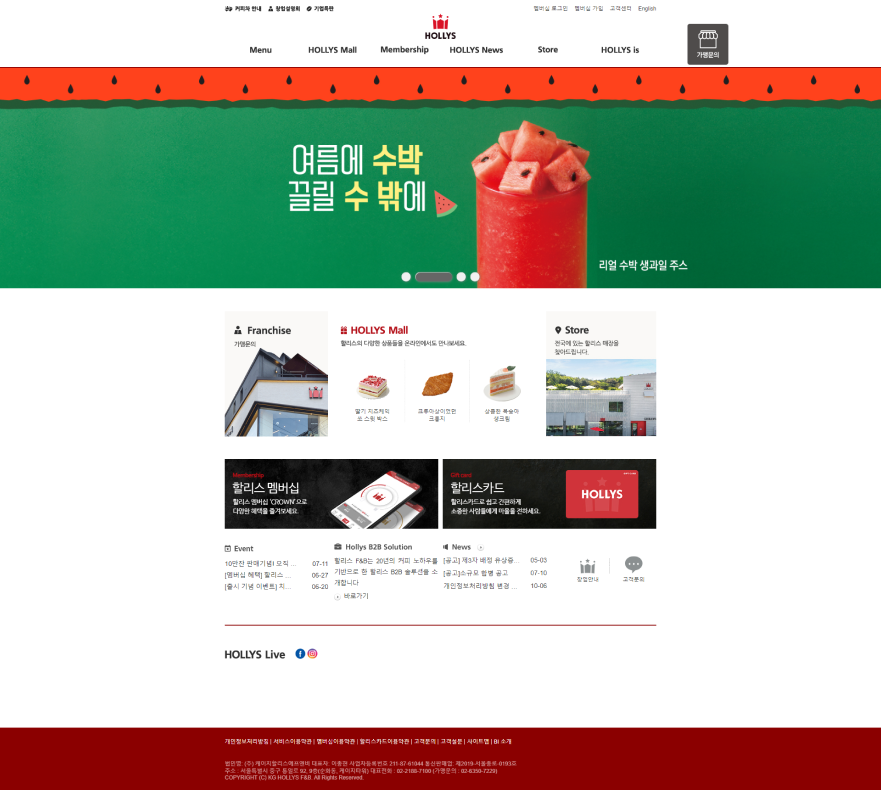 커피와 안내 창업설명회 기업특판
멤버십 로그인 멤버십 가입 고객센터 English
HOLLYS
Menu HOLLYS Mall Membership HOLLYS News Store HOLLYS is
가맹문의
여름에 수박
끌릴 수 밖에
리얼 수박 생과일 주스
Franchise
가맹문의
HOLLYS Mall
할리스의 다양한 상품들을 온라인에서도 만나보세요.
Store
전국에 있는 할리스 매장을
찾아드립니다.
딸기 치즈케익
쏘 스윗 박스
크루아상이 된
크룽지
상큼한 복숭아
생크림
Membership
할리스 멤버십
할리스 멤버십 'CROWN'으로
다양한 혜택을 즐겨보세요.
Gift card
할리스카드
할리스카드로 쉽고 간편하게
소중한 사람들에게 마음을 전하세요.
HOLLYS
Event
10만잔 판매기념! 오직 ... 07-11
[멤버십 혜택] 할리스 ... 06-27
[출시 기념 이벤트] 치... 06-20
Hollys B2B Solution
할리스 F&B는 20년의 커피 노하우를
기반으로 한 할리스 B2B 솔루션을 소
개합니다
바로가기
News
[공고] 제3자 배정 유상증... 05-03
[공고]소규모 합병 공고 07-10
개인정보처리방침 변경 ... 10-06
창업안내
고객문의
HOLLYS Live
개인정보처리방침 | 서비스이용약관 | 멤버십이용약관 | 할리스카드이용약관 | 고객문의 | 고객설문 | 사이트맵 | BI 소개
법인명: (주) 케이지할리스에프앤비 대표자: 이종현 사업자등록번호 211-87-61044 통신판매업: 제2019-서울중구-0193호
주소 : 서울특별시 중구 통일로 92, 9층(순화동, 케이지타워) 대표전화 : 02-2188-7100 (가맹문의 : 02-6350-7229)
COPYRIGHT (C) KG HOLLYS F&B. All Rights Reserved.